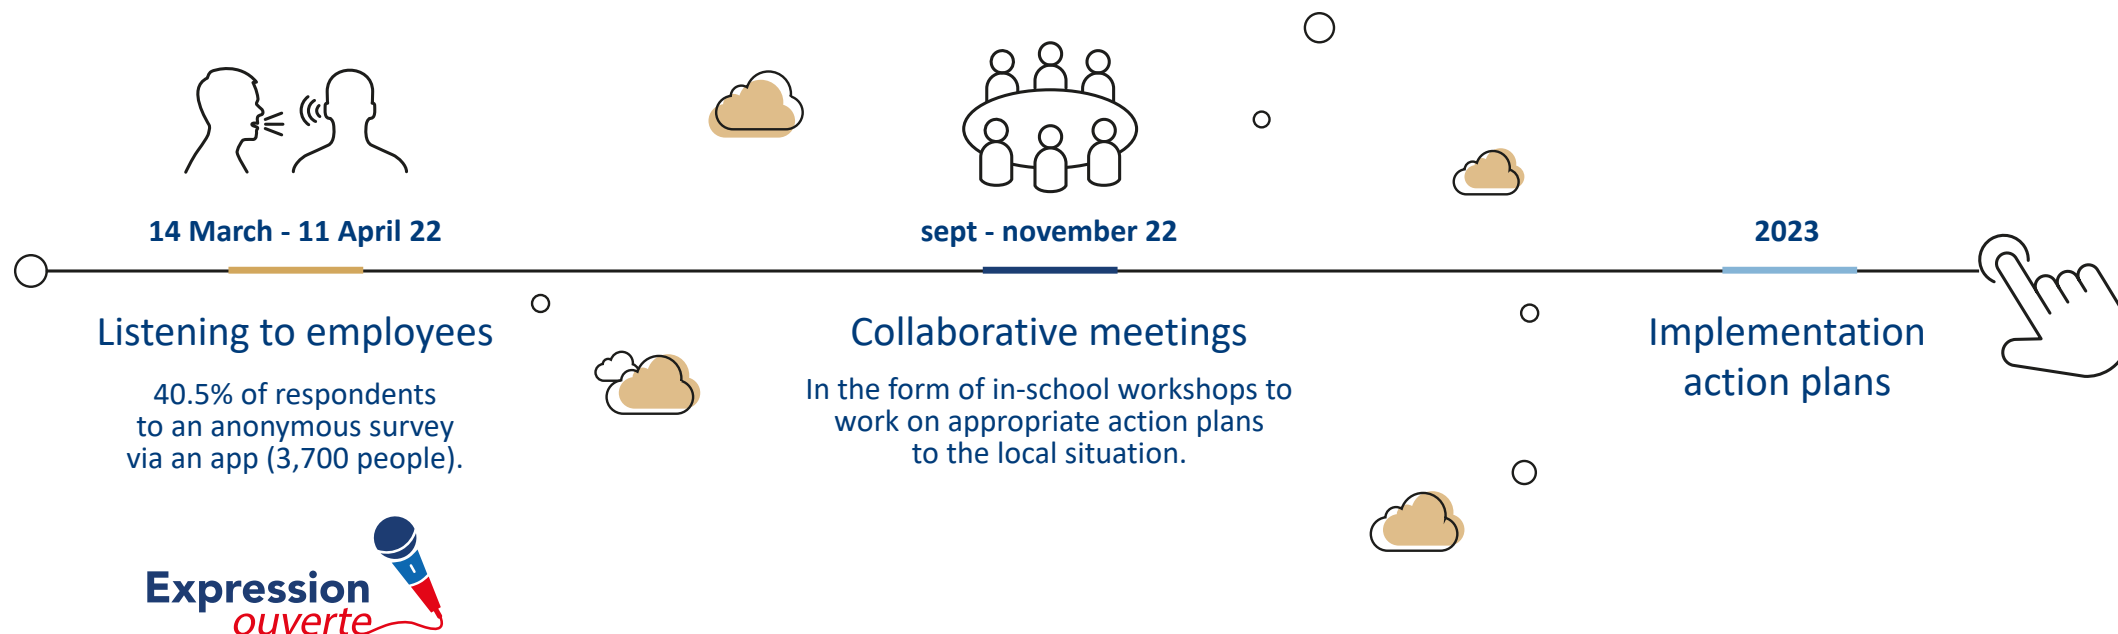 14 March - 11 April 22
Listening to employees
40.5% of respondents
to an anonymous survey
via an app (3,700 people).
Expression
ouverte
sept - november 22
Collaborative meetings
In the form of in-school workshops to
work on appropriate action plans
to the local situation.
2023
Implementation
action plans